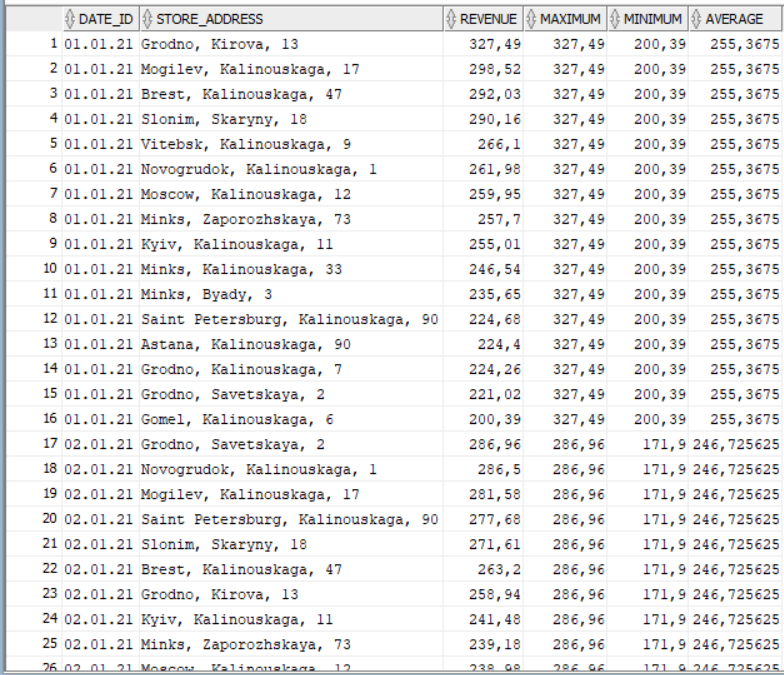 DATE_ID STORE_ADDRESS REVENUE MAXIMUM MINIMUM AVERAGE
1 01.01.21 Grodno, Kirova, 13 327,49 327,49 200,39 255,3675
2 01.01.21 Mogilev, Kalinouskaga, 17 298,52 327,49 200,39 255,3675
3 01.01.21 Brest, Kalinouskaga, 47 292,03 327,49 200,39 255,3675
4 01.01.21 Slonim, Skaryny, 18 290,16 327,49 200,39 255,3675
5 01.01.21 Vitebsk, Kalinouskaga, 9 266,1 327,49 200,39 255,3675
6 01.01.21 Novogrudok, Kalinouskaga, 1 261,98 327,49 200,39 255,3675
7 01.01.21 Moscow, Kalinouskaga, 12 259,95 327,49 200,39 255,3675
8 01.01.21 Minks, Zaporozhskaya, 73 257,7 327,49 200,39 255,3675
9 01.01.21 Kyiv, Kalinouskaga, 11 255,01 327,49 200,39 255,3675
10 01.01.21 Minks, Kalinouskaga, 33 246,54 327,49 200,39 255,3675
11 01.01.21 Minks, Byady, 3 235,65 327,49 200,39 255,3675
12 01.01.21 Saint Petersburg, Kalinouskaga, 90 224,68 327,49 200,39 255,3675
13 01.01.21 Astana, Kalinouskaga, 90 224,4 327,49 200,39 255,3675
14 01.01.21 Grodno, Kalinouskaga, 7 224,26 327,49 200,39 255,3675
15 01.01.21 Grodno, Savetskaya, 2 221,02 327,49 200,39 255,3675
16 01.01.21 Gomel, Kalinouskaga, 6 200,39 327,49 200,39 255,3675
17 02.01.21 Grodno, Savetskaya, 2 286,96 286,96 171,9 246,725625
18 02.01.21 Novogrudok, Kalinouskaga, 1 286,5 286,96 171,9 246,725625
19 02.01.21 Mogilev, Kalinouskaga, 17 281,58 286,96 171,9 246,725625
20 02.01.21 Saint Petersburg, Kalinouskaga, 90 277,68 286,96 171,9 246,725625
21 02.01.21 Slonim, Skaryny, 18 271,61 286,96 171,9 246,725625
22 02.01.21 Brest, Kalinouskaga, 47 263,2 286,96 171,9 246,725625
23 02.01.21 Grodno, Kirova, 13 258,94 286,96 171,9 246,725625
24 02.01.21 Kyiv, Kalinouskaga, 11 241,48 286,96 171,9 246,725625
25 02.01.21 Minks, Zaporozhskaya, 73 239,18 286,96 171,9 246,725625
26 02.01.21 Moscow, Kalinouskaga, 12 238,98 286,96 171,9 246,725625